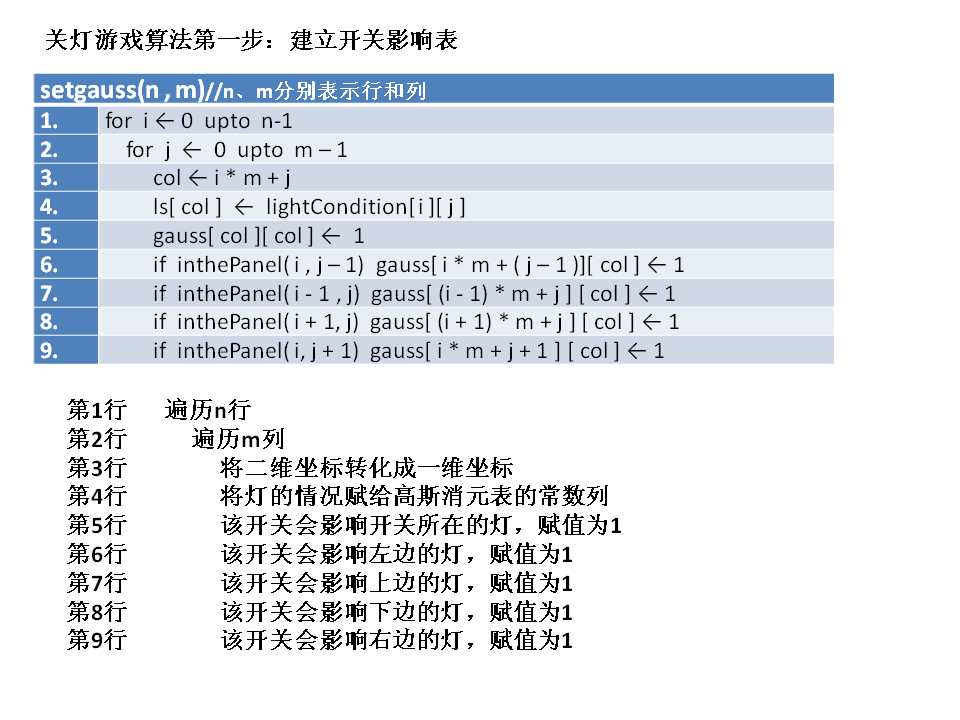 关灯游戏算法第一步：建立开关影响表
setgauss(n , m)//n、m分别表示行和列
1. for i ← 0 upto n-1
2. for j ← 0 upto m – 1
3. col ← i * m + j
4. ls[ col ] ← lightCondition[ i ][ j ]
5. gauss[ col ][ col ] ← 1
6. if inthePanel( i , j – 1) gauss[ i * m + ( j – 1 )][ col ] ← 1
7. if inthePanel( i - 1 , j) gauss[ (i - 1) * m + j ] [ col ] ← 1
8. if inthePanel( i + 1, j) gauss[ (i + 1) * m + j ] [ col ] ← 1
9. if inthePanel( i, j + 1) gauss[ i * m + j + 1 ] [ col ] ← 1
第1行 遍历n行
第2行 遍历m列
第3行 将二维坐标转化成一维坐标
第4行 将灯的情况赋给高斯消元表的常数列
第5行 该开关会影响开关所在的灯，赋值为1
第6行 该开关会影响左边的灯，赋值为1
第7行 该开关会影响上边的灯，赋值为1
第8行 该开关会影响下边的灯，赋值为1
第9行 该开关会影响右边的灯，赋值为1